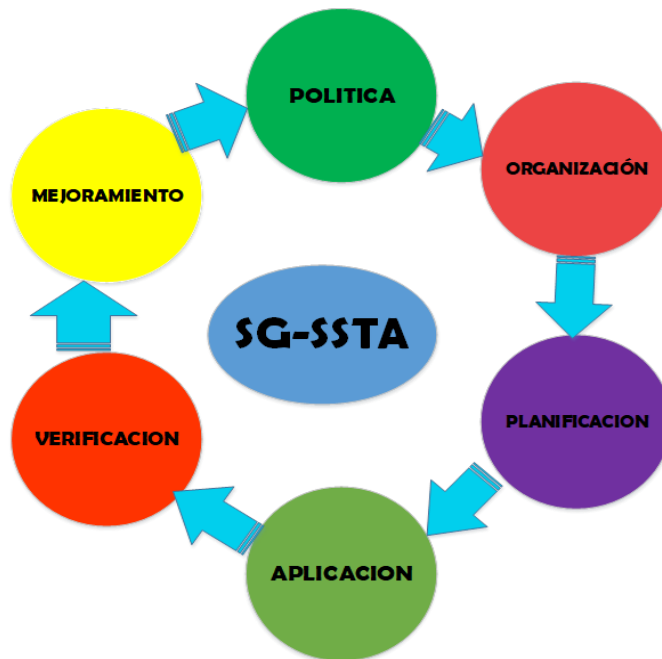 POLITICA
ORGANIZACIÓN
PLANIFICACION
APLICACION
VERIFICACION
MEJORAMIENTO
SG-SSTA